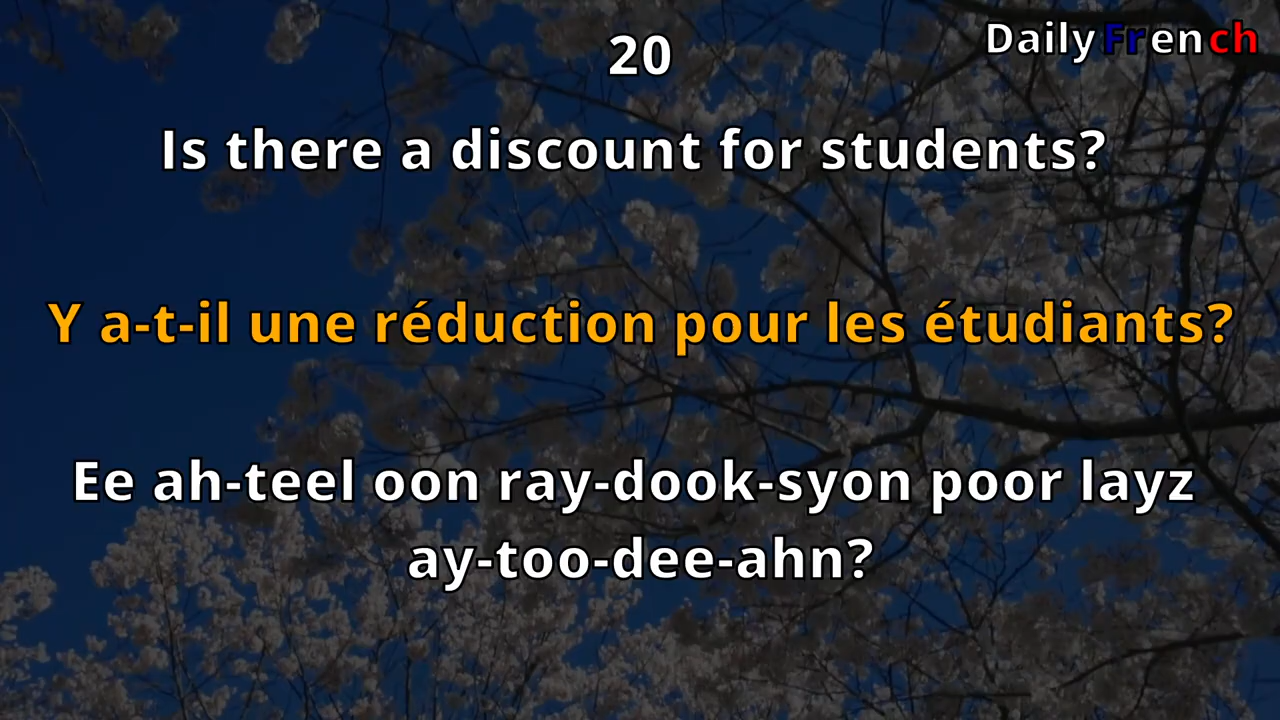 20
Daily French
Is there a discount for students?
Y a-t-il une réduction pour les étudiants?
Ee ah-teel oon ray-dook-syon poor layz
ay-too-dee-ahn?